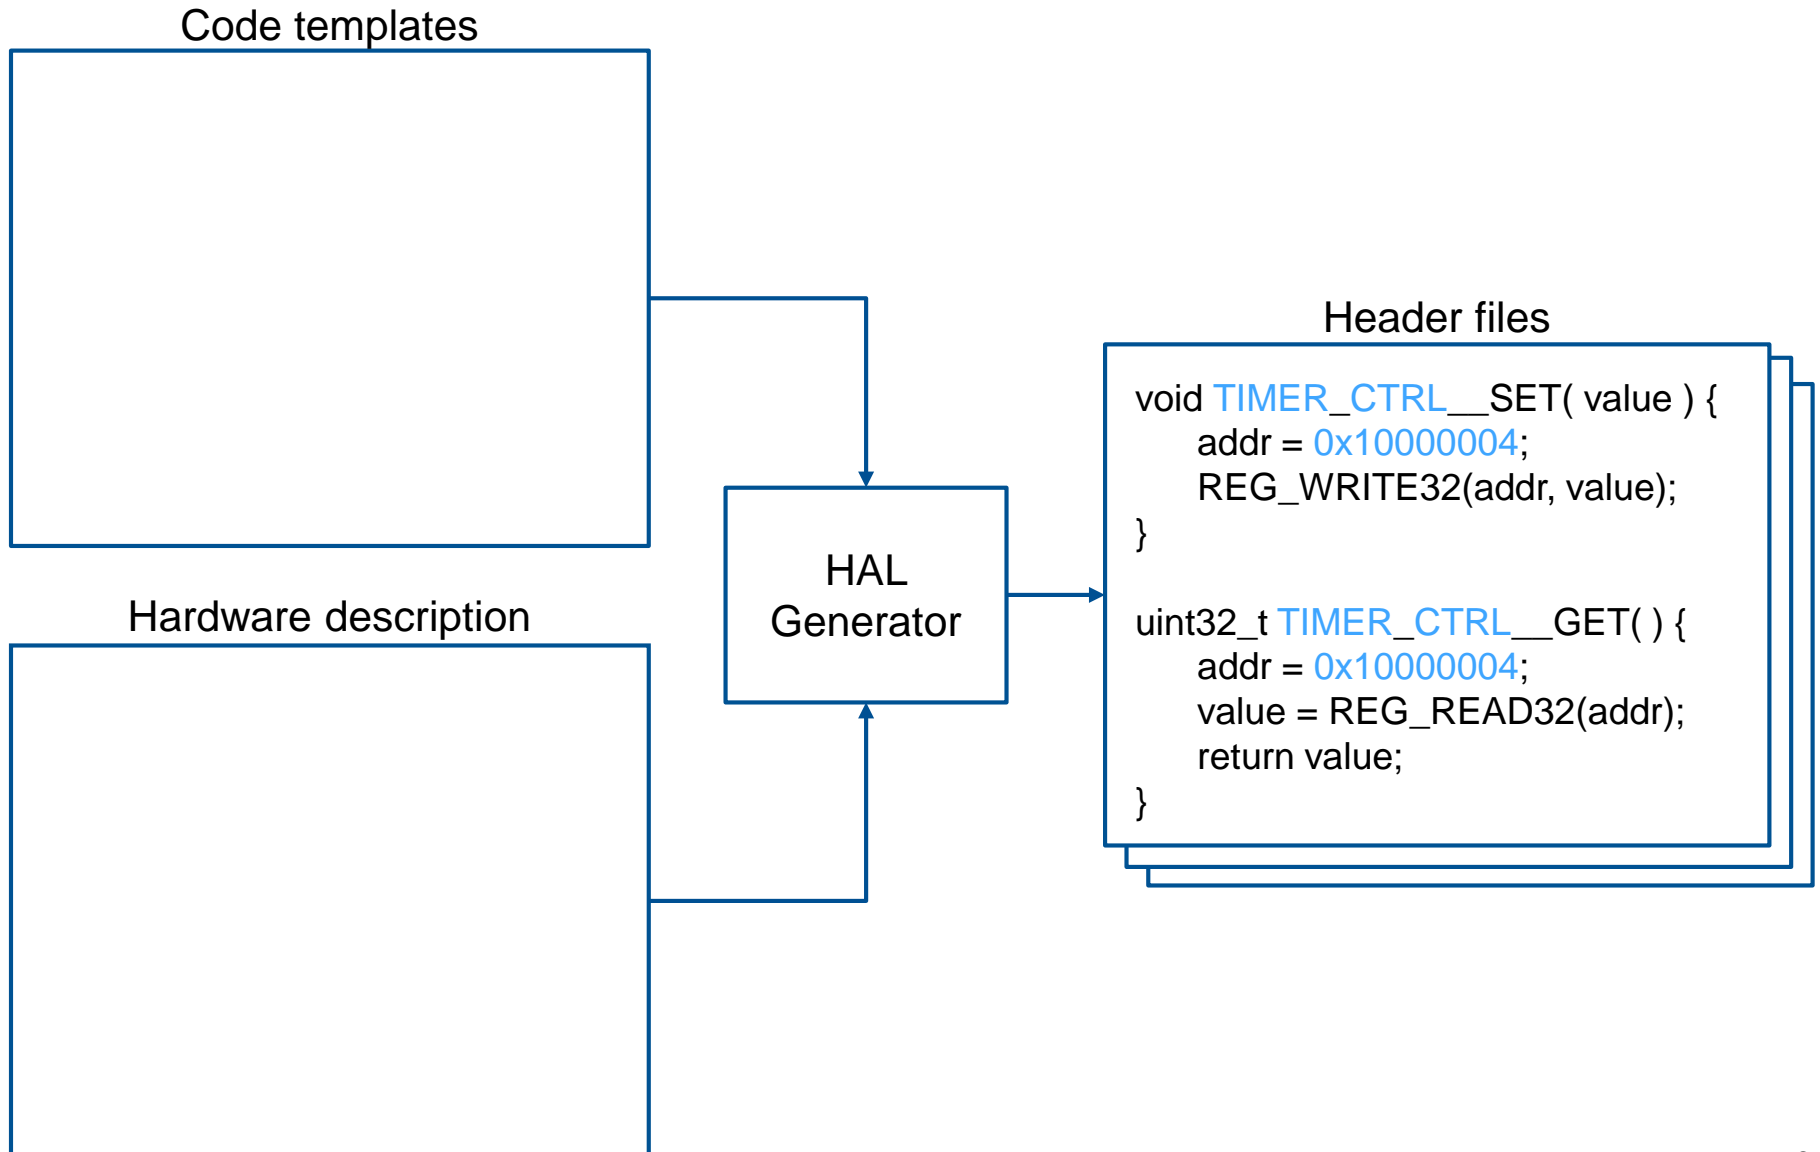 Code templates
Hardware description
HAL
Generator
Header files
void TIMER_CTRL__SET( value ) {
addr = 0x10000004;
REG_WRITE32(addr, value);
}
uint32_t TIMER_CTRL__GET( ) {
addr = 0x10000004;
value = REG_READ32(addr);
return value;
}